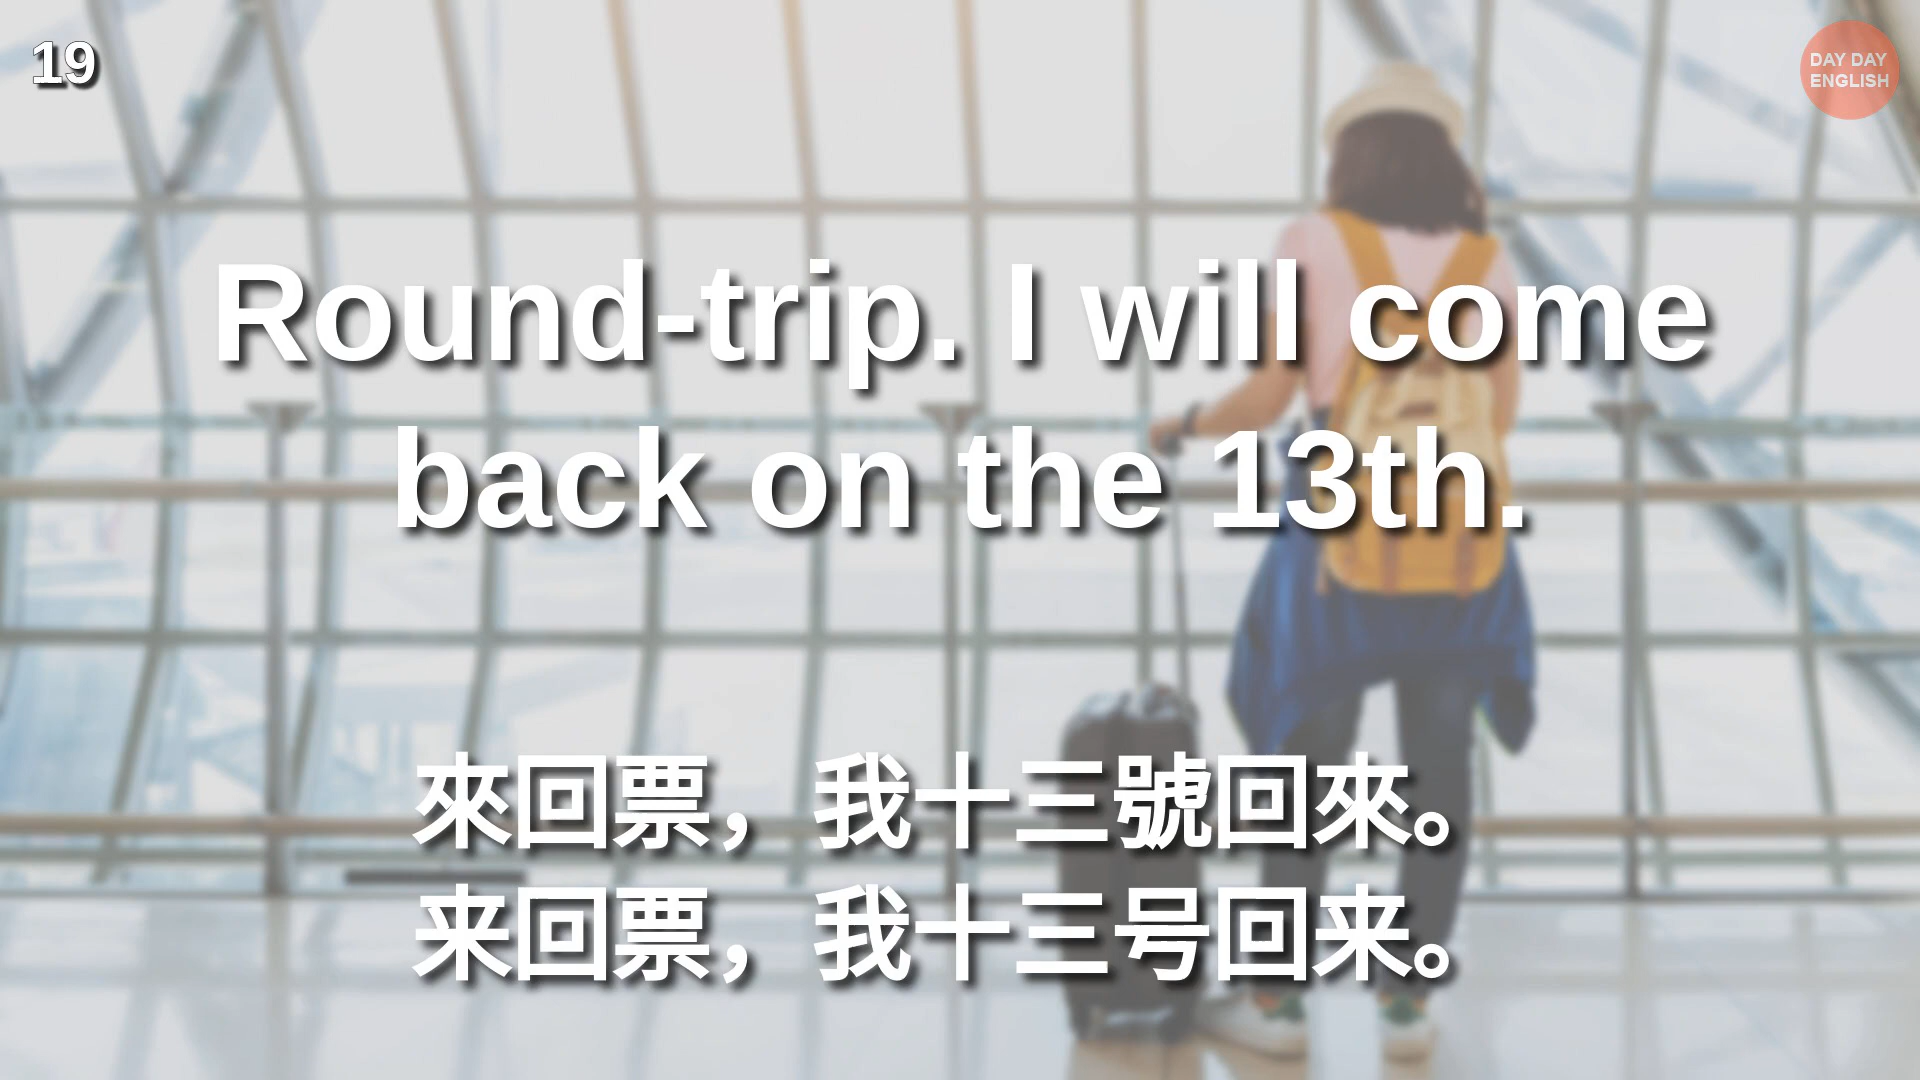 19
DAY DAY
ENGLISH
Round-trip. I will come
back on the 13th.
來回票，我十三號回來。
来回票，我十三号回来。